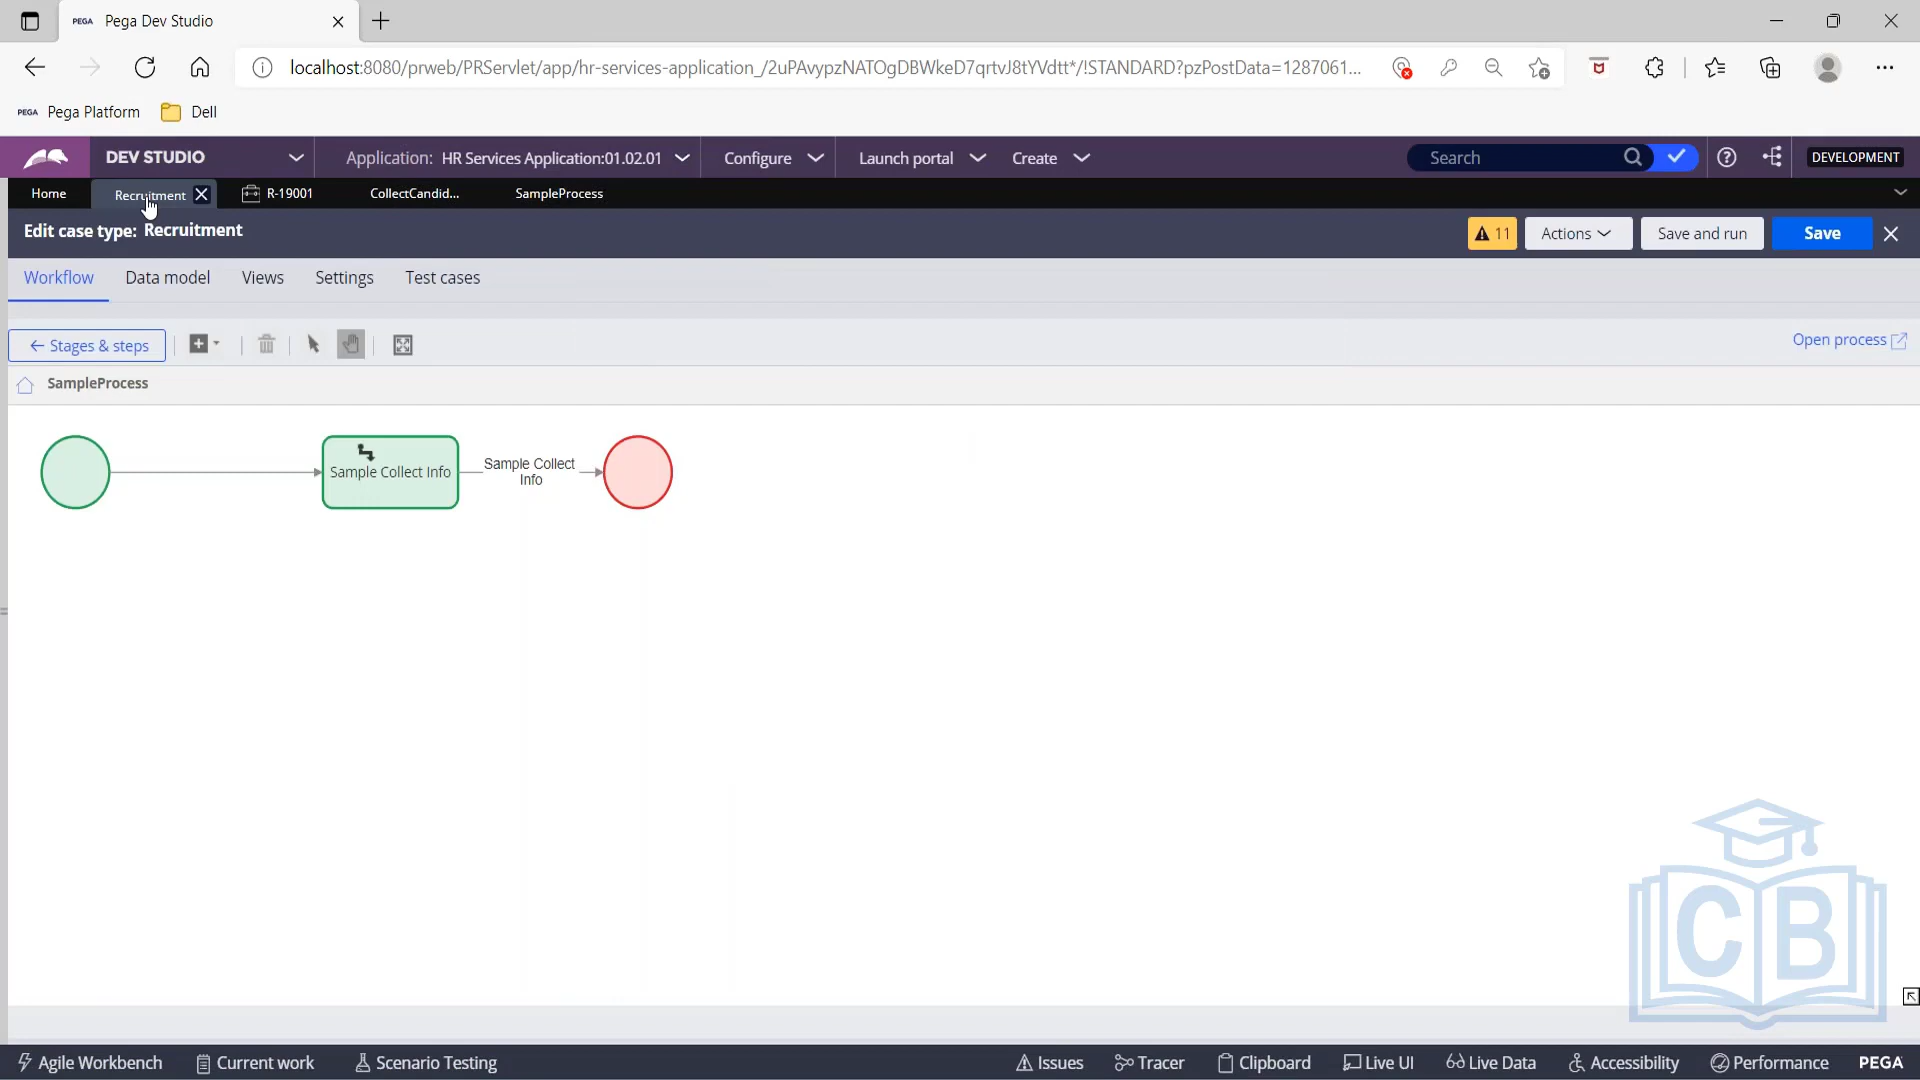 PEGA Pega Dev Studio
localhost:8080/prweb/PRServlet/app/hr-services-application_/2uPAvypzNATOgDBWkeD7qrtvJ8tYVdtt*/!STANDARD?pzPostData=1287061...
PEGA Pega Platform Dell
DEV STUDIO Application: HR Services Application:01.02.01 Configure Launch portal Create Search DEVELOPMENT
Home Recruitment R-19001 CollectCandid... SampleProcess
Edit case type: Recruitment 11 Actions Save and run Save
Workflow Data model Views Settings Test cases
Stages & steps Open process
SampleProcess
Sample Collect Info
Sample Collect
Info
CB
Agile Workbench Current work Scenario Testing Issues Tracer Clipboard Live UI Live Data Accessibility Performance PEGA